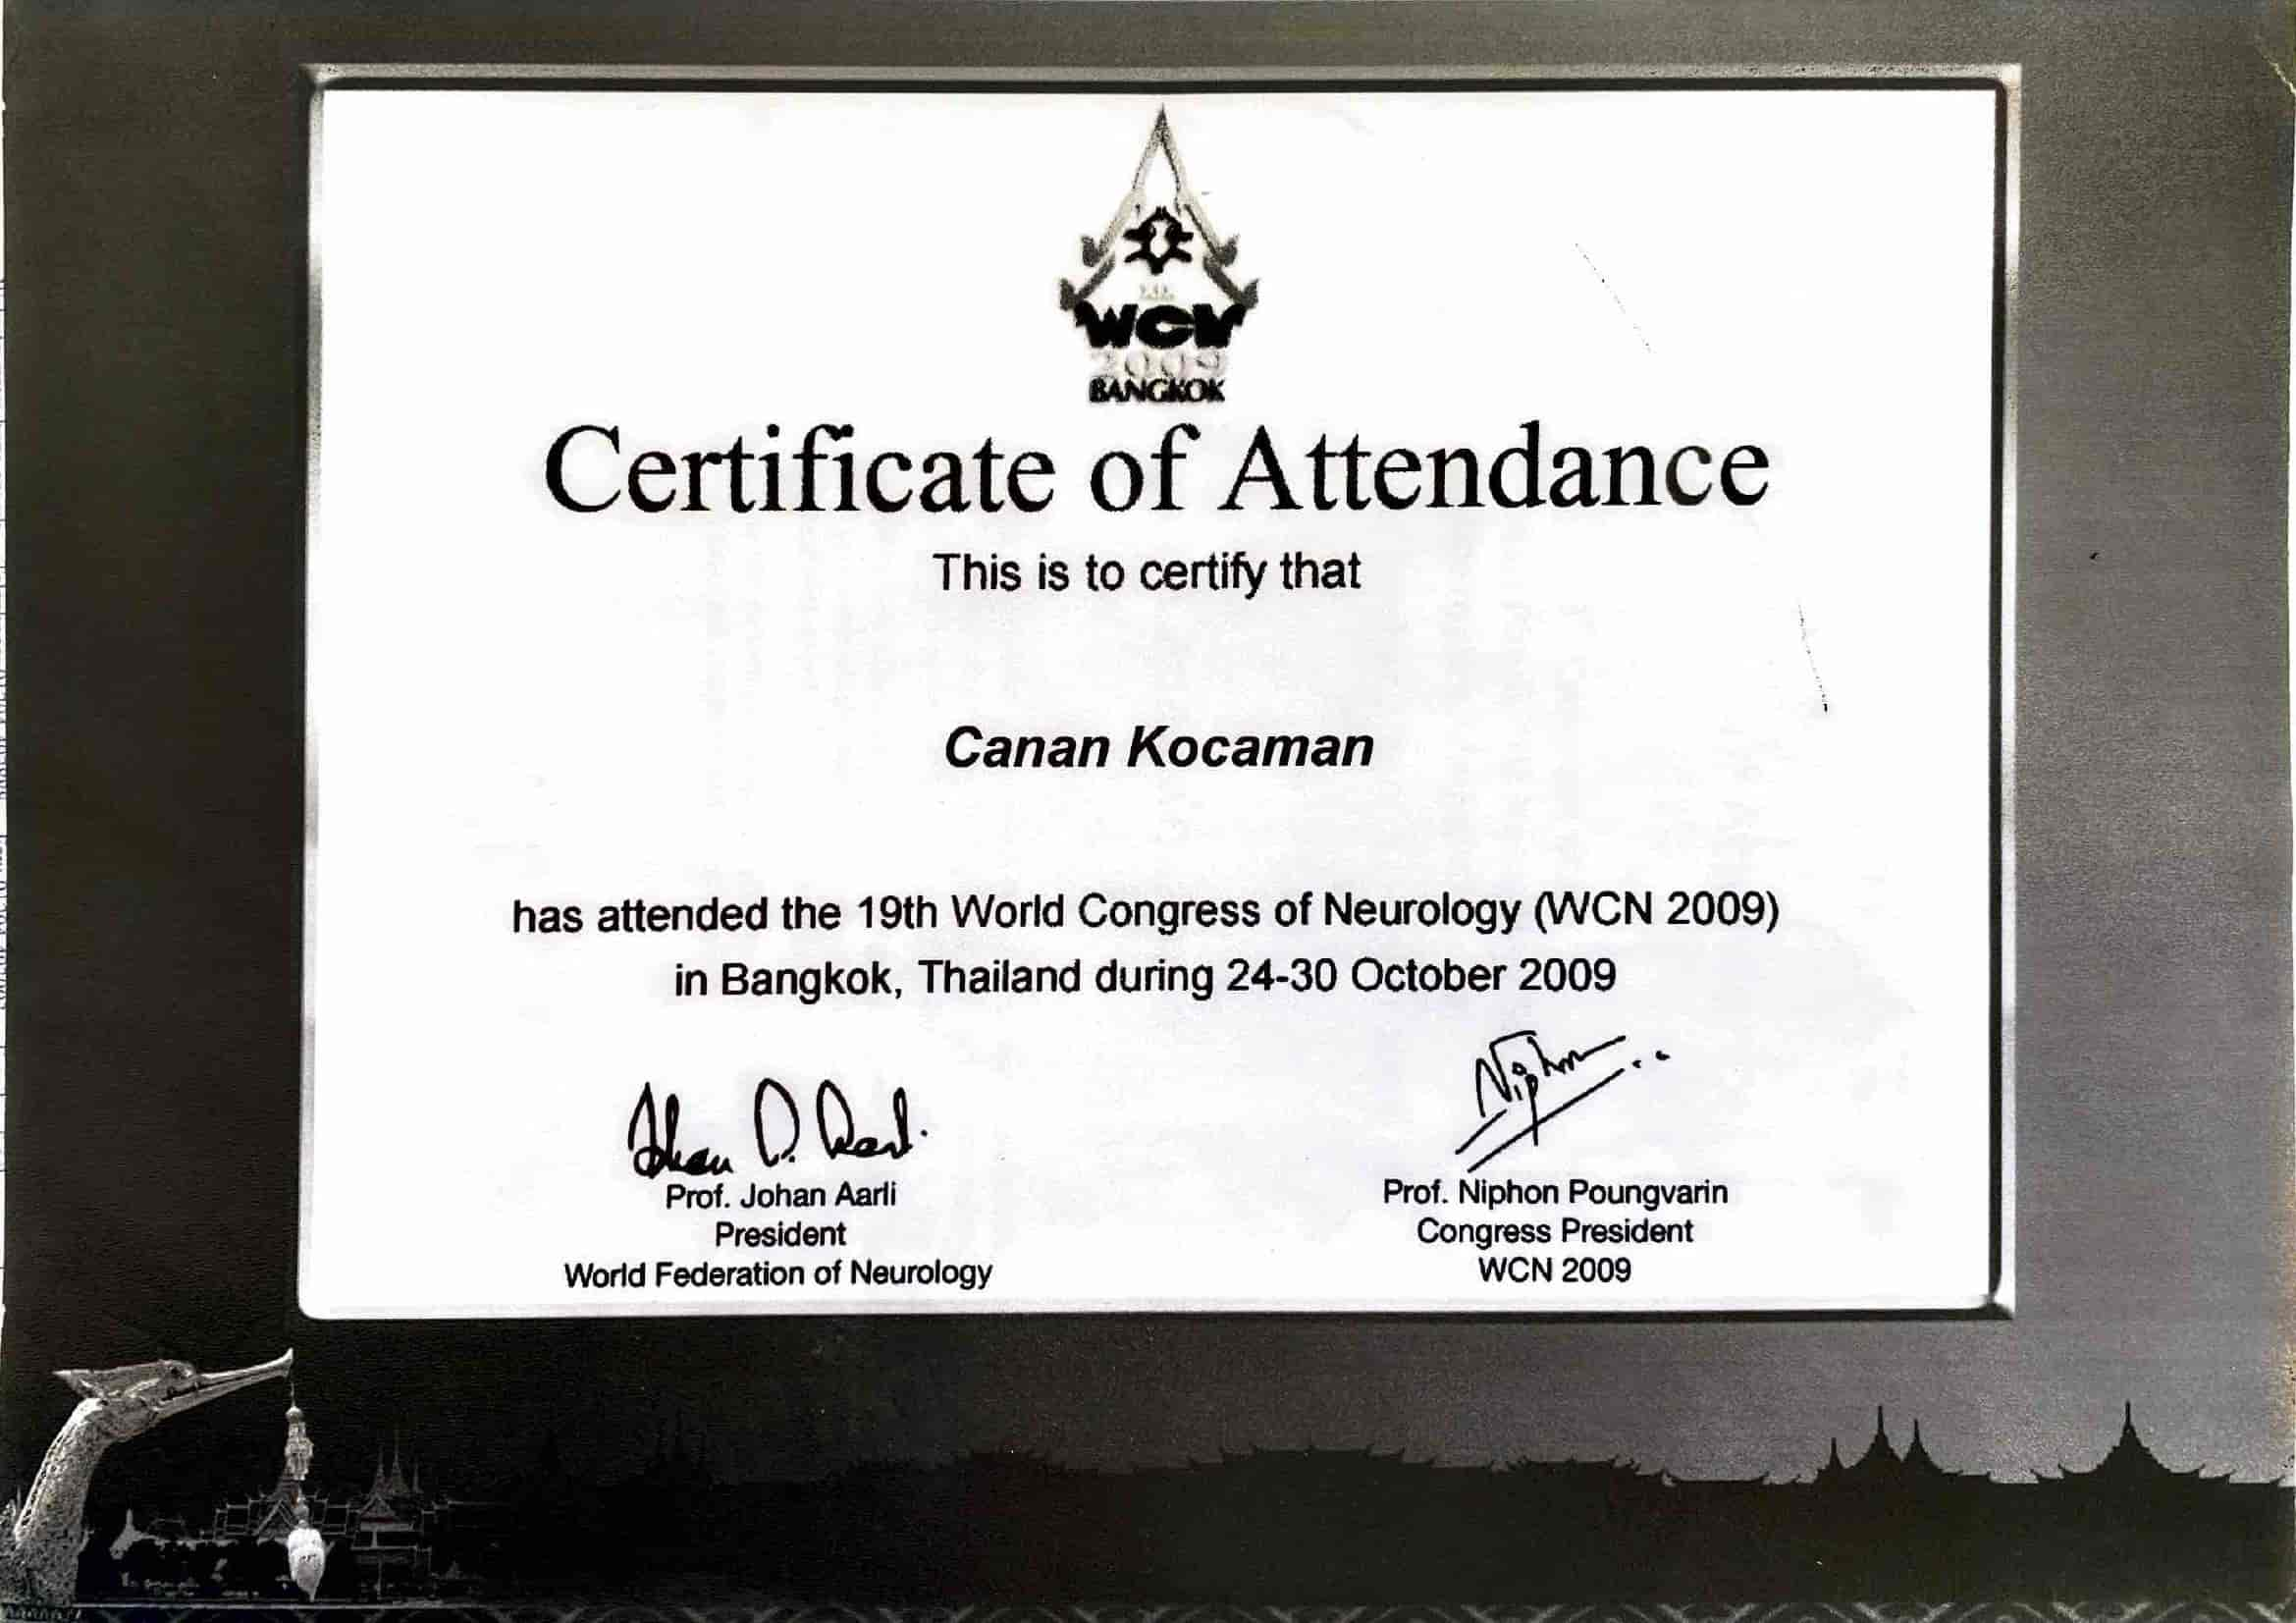 WCN
2009
BANGKOK
Certificate of Attendance
This is to certify that
Canan Kocaman
has attended the 19th World Congress of Neurology (WCN 2009)
in Bangkok, Thailand during 24-30 October 2009
Prof. Johan Aarli
President
World Federation of Neurology
Prof. Niphon Poungvarin
Congress President
WCN 2009